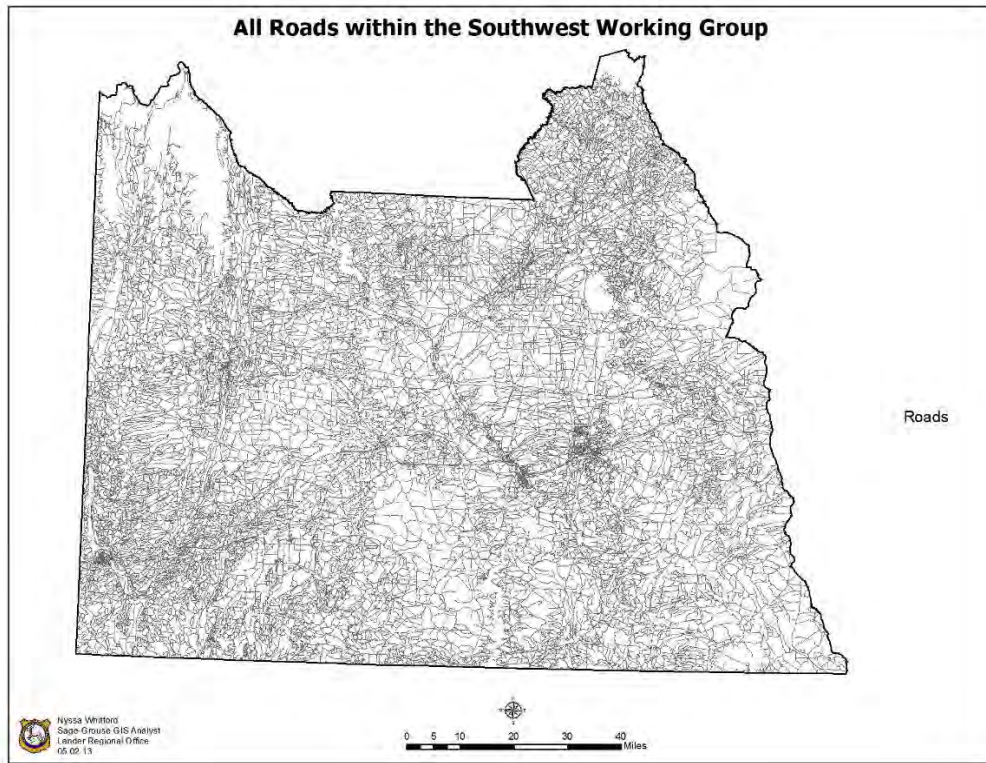 All Roads within the Southwest Working Group
Roads
Nyssa Whitford
Sage-Grouse GIS Analyst
Lander Regional Office
05.02.13
0 5 10 20 30 40
Miles